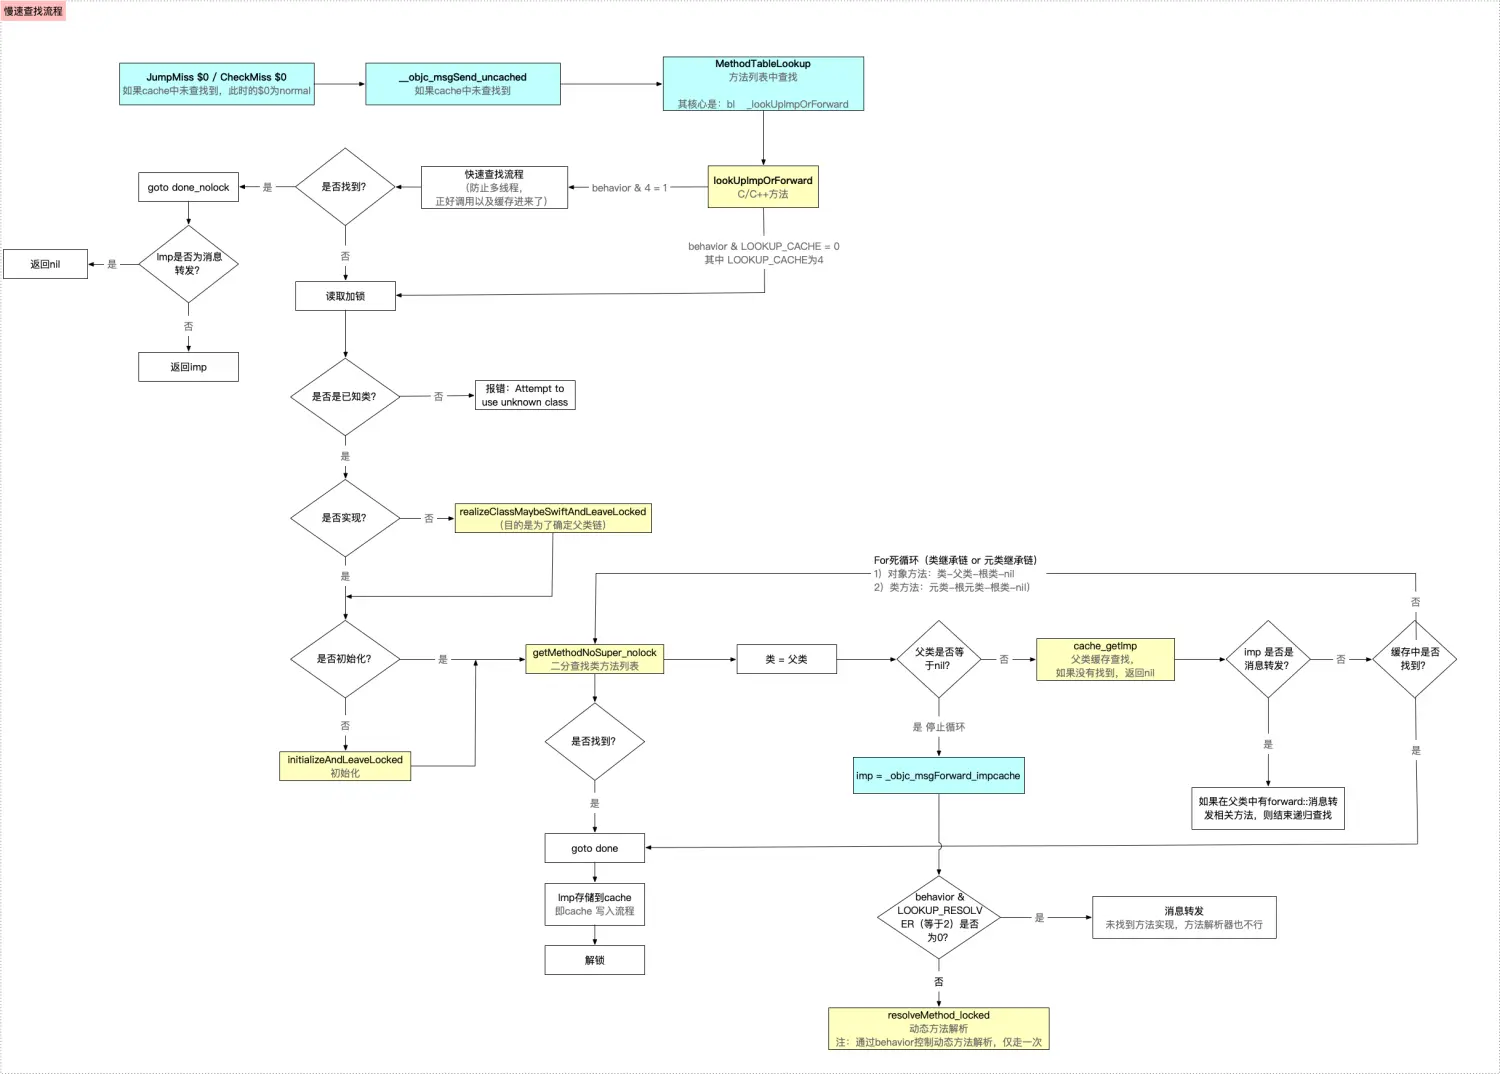 慢速查找流程
JumpMiss $0 / CheckMiss $0
如果cache中未查找到，此时的$0为normal
__objc_msgSend_uncached
如果cache中未查找到
MethodTableLookup
方法列表中查找
其核心是：bl _lookUpImpOrForward
lookUpImpOrForward
C/C++方法
behavior & 4 = 1
快速查找流程
（防止多线程，
正好调用以及缓存进来了）
是否找到?
是
goto done_nolock
Imp是否为消息
转发?
是
返回nil
否
返回imp
否
behavior & LOOKUP_CACHE = 0
其中 LOOKUP_CACHE为4
读取加锁
是否是已知类?
否
报错：Attempt to
use unknown class
是
是否实现?
否
realizeClassMaybeSwiftAndLeaveLocked
（目的是为了确定父类链）
是
是否初始化?
是
否
initializeAndLeaveLocked
初始化
For死循环（类继承链 or 元类继承链）
1）对象方法：类-父类-根类-nil
2）类方法：元类-根元类-根类-nil）
getMethodNoSuper_nolock
二分查找类方法列表
类 = 父类
父类是否等
于nil?
否
cache_getImp
父类缓存查找，
如果没有找到，返回nil
imp 是否是
消息转发?
否
缓存中是否
找到?
否
是否找到?
是
是 停止循环
是
是
imp = _objc_msgForward_impcache
如果在父类中有forward::消息转
发相关方法，则结束递归查找
goto done
Imp存储到cache
即cache 写入流程
解锁
behavior &
LOOKUP_RESOLV
ER（等于2）是否
为0?
是
消息转发
未找到方法实现，方法解析器也不行
否
resolveMethod_locked
动态方法解析
注：通过behavior控制动态方法解析，仅走一次